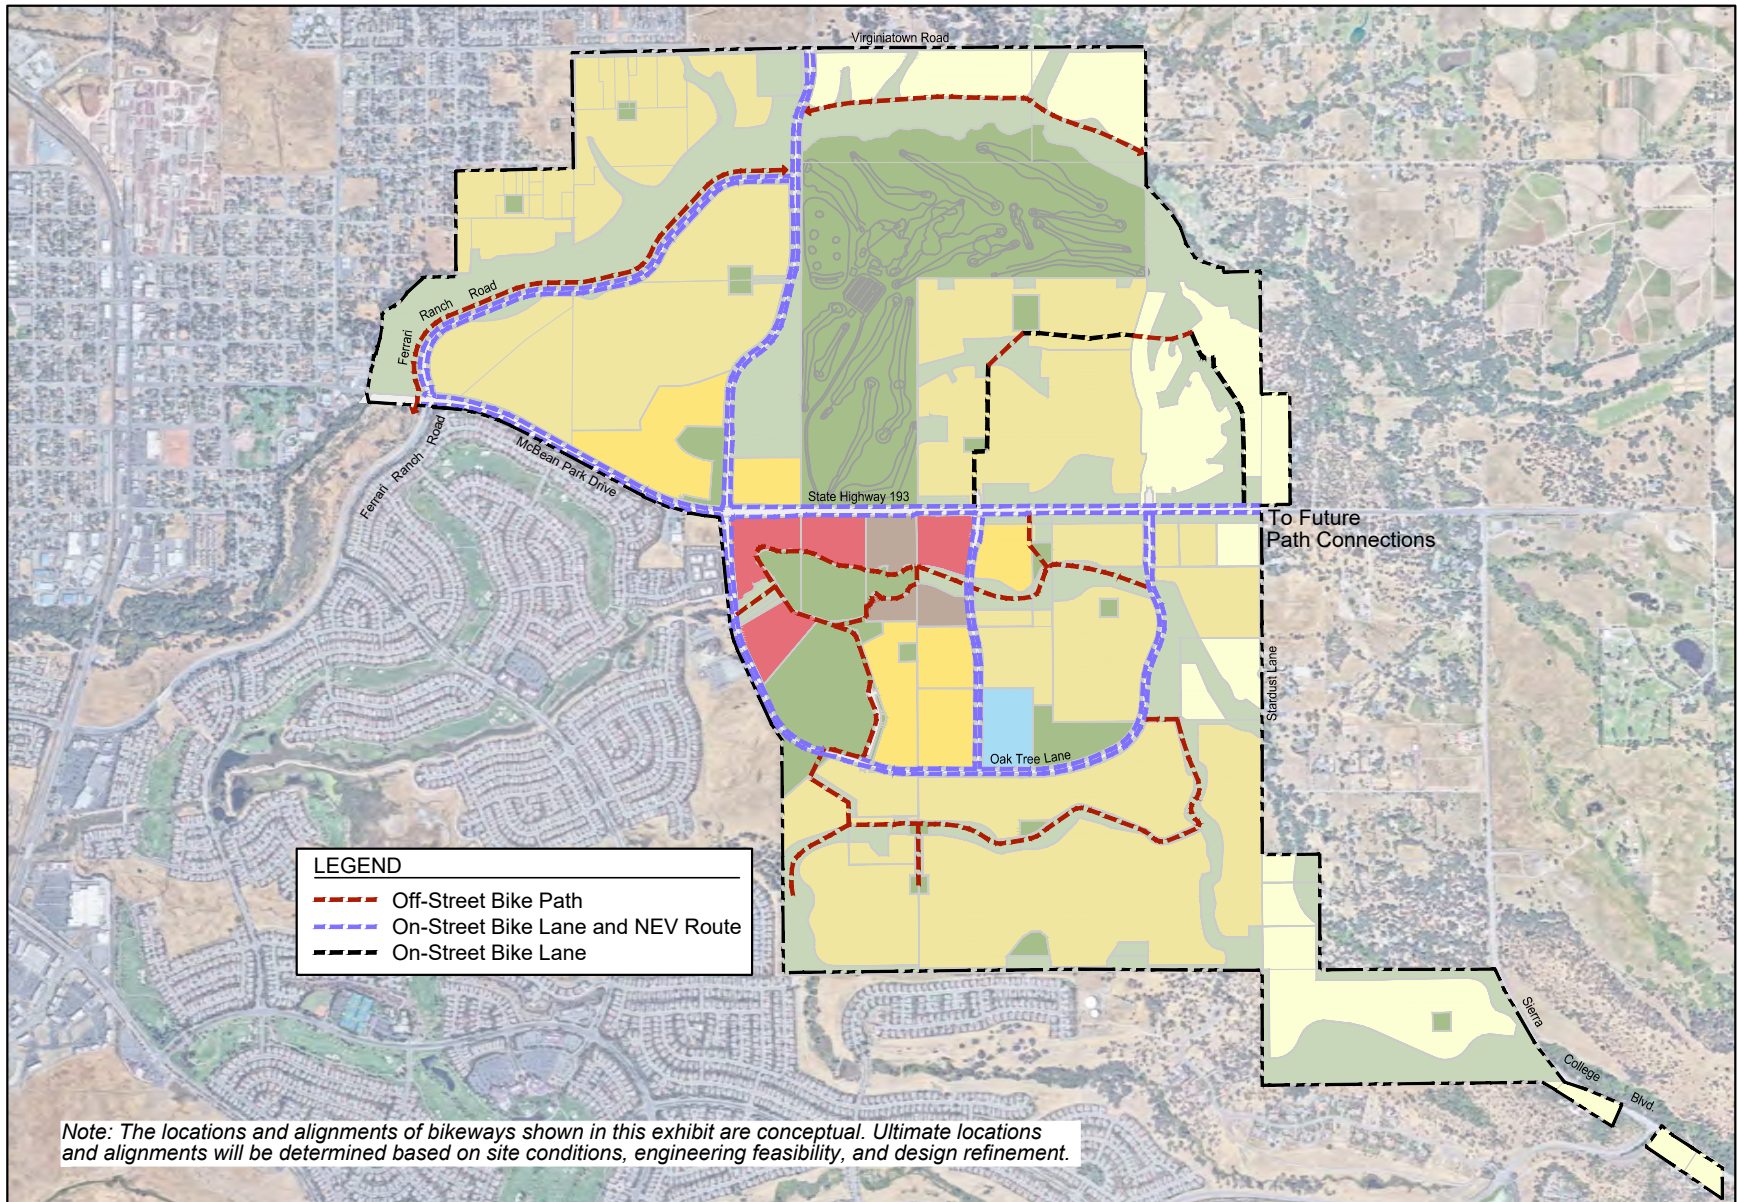 Virginiatown Road
Ferrari Ranch Road
Ferrari Ranch Road
McBean Park Drive
State Highway 193
To Future
Path Connections
Stardust Lane
Oak Tree Lane
LEGEND
Off-Street Bike Path
On-Street Bike Lane and NEV Route
On-Street Bike Lane
Sierra College Blvd.
Note: The locations and alignments of bikeways shown in this exhibit are conceptual. Ultimate locations
and alignments will be determined based on site conditions, engineering feasibility, and design refinement.